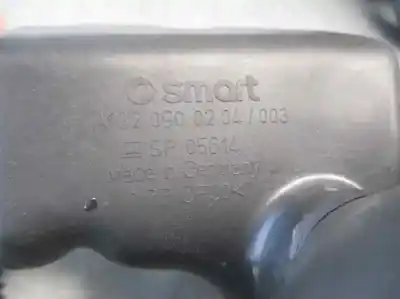 smart
A132 090 02 04 / 003
SP 05614
Made in Germany